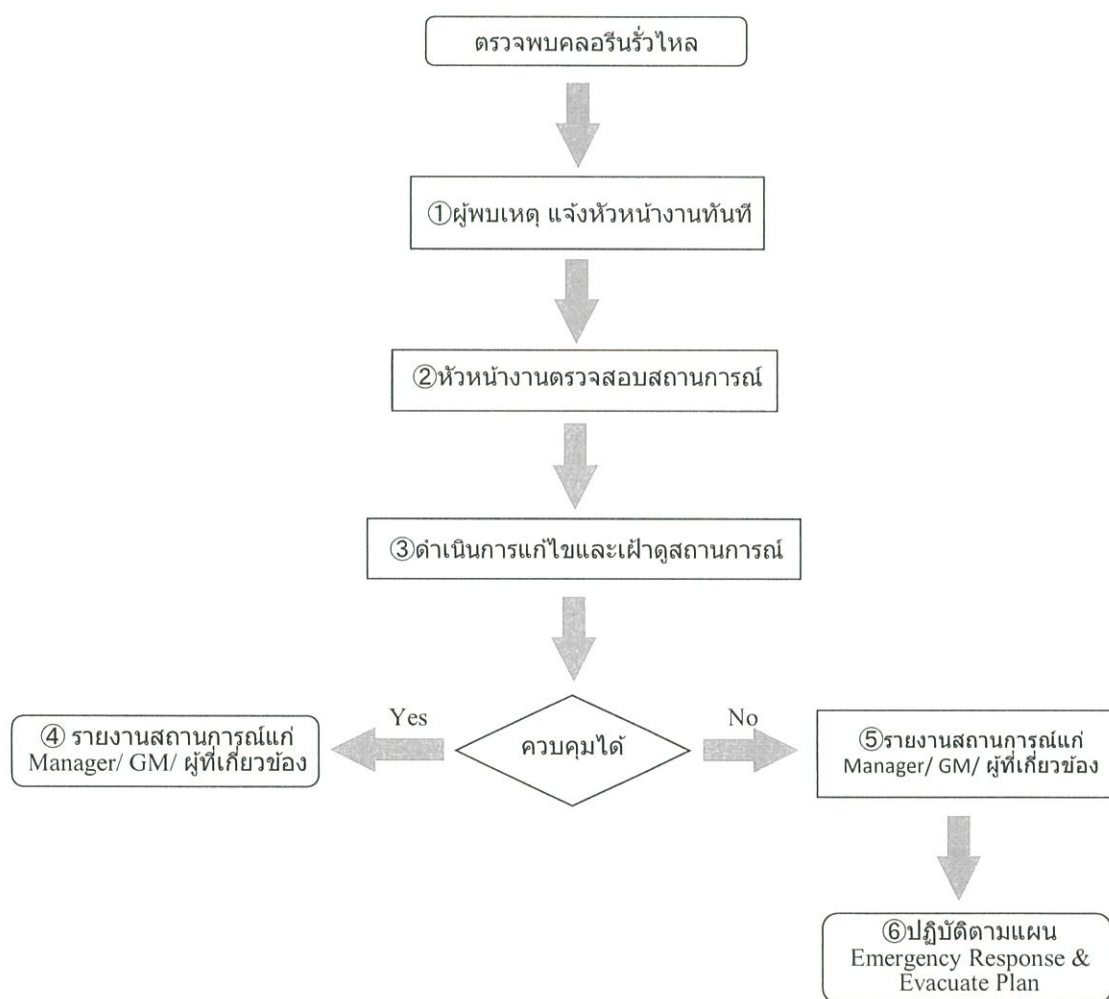 ตรวจพบคลอรีนรั่วไหล
①ผู้พบเหตุ แจ้งหัวหน้างานทันที
②หัวหน้างานตรวจสอบสถานการณ์
③ดำเนินการแก้ไขและเฝ้าดูสถานการณ์
Yes
ควบคุมได้
No
④ รายงานสถานการณ์แก่
Manager/ GM/ ผู้ที่เกี่ยวข้อง
⑤รายงานสถานการณ์แก่
Manager/ GM/ ผู้ที่เกี่ยวข้อง
⑥ปฏิบัติตามแผน
Emergency Response &
Evacuate Plan